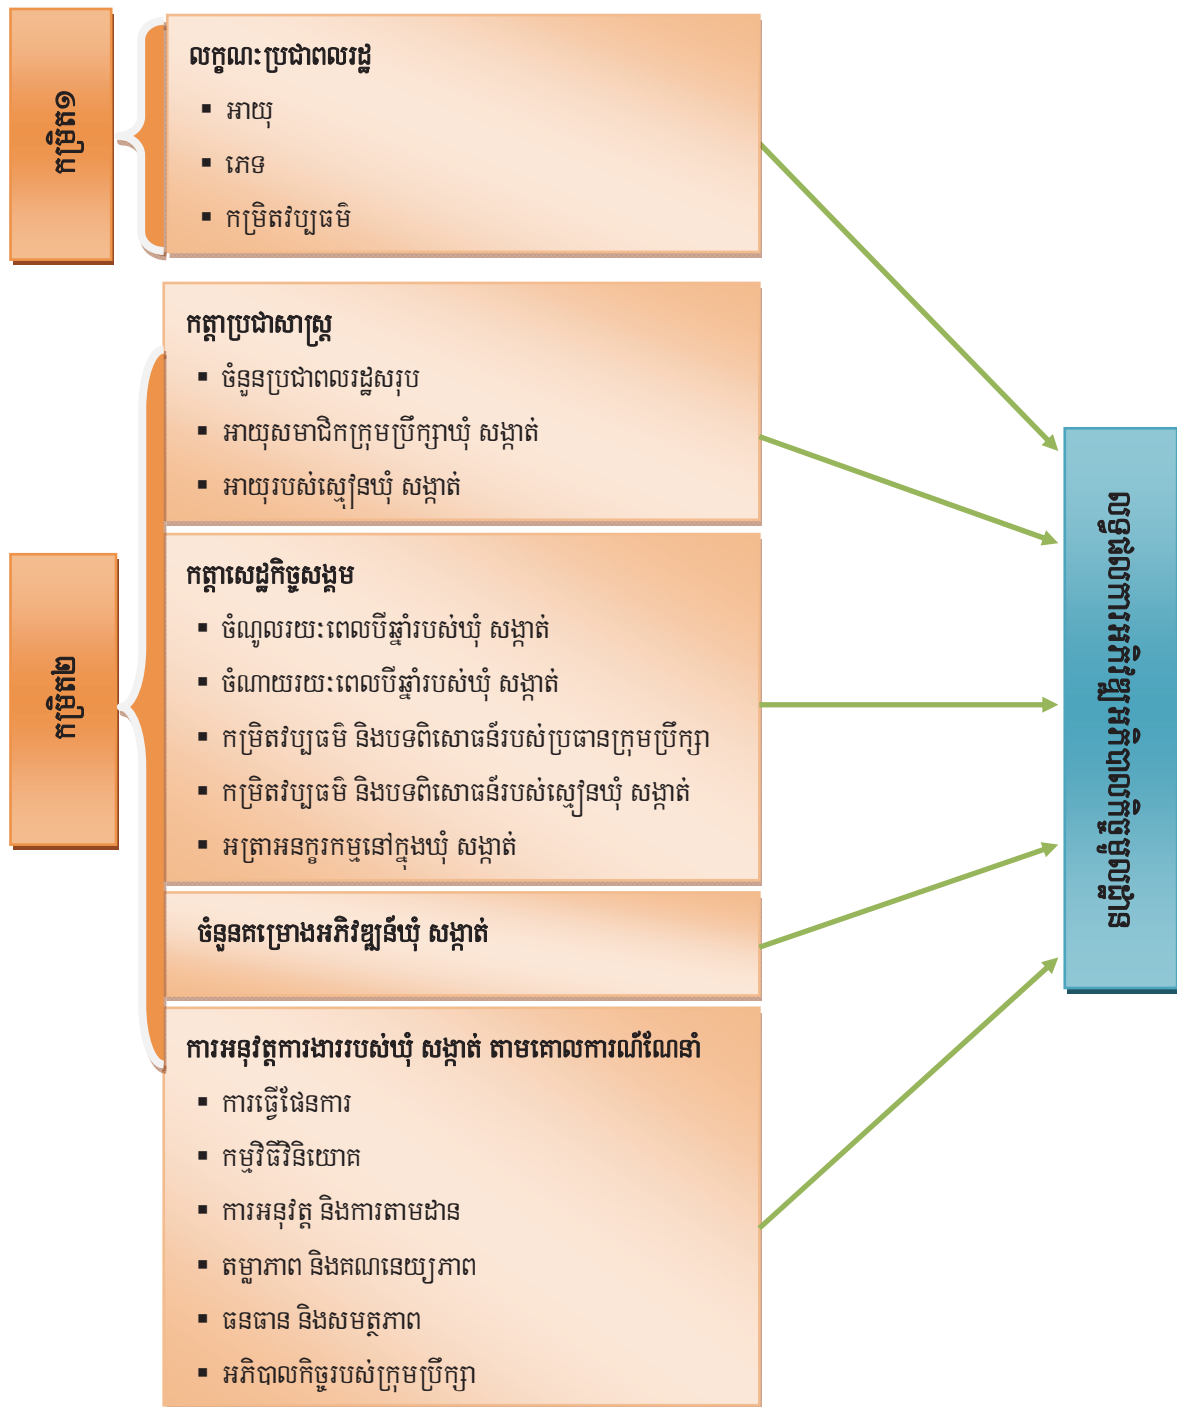 កម្រិត១
លក្ខណៈប្រជាពលរដ្ឋ
▪ អាយុ
▪ ភេទ
▪ កម្រិតវប្បធម៌
កម្រិត២
កត្តាប្រជាសាស្ត្រ
▪ ចំនួនប្រជាពលរដ្ឋសរុប
▪ អាយុសមាជិកក្រុមប្រឹក្សាឃុំ សង្កាត់
▪ អាយុរបស់ស្មៀនឃុំ សង្កាត់
កត្តាសេដ្ឋកិច្ចសង្គម
▪ ចំណូលរយៈពេលបីឆ្នាំរបស់ឃុំ សង្កាត់
▪ ចំណាយរយៈពេលបីឆ្នាំរបស់ឃុំ សង្កាត់
▪ កម្រិតវប្បធម៌ និងបទពិសោធន៍របស់ប្រធានក្រុមប្រឹក្សា
▪ កម្រិតវប្បធម៌ និងបទពិសោធន៍របស់ស្មៀនឃុំ សង្កាត់
▪ អត្រាអនក្ខរកម្មនៅក្នុងឃុំ សង្កាត់
ចំនួនគម្រោងអភិវឌ្ឍន៍ឃុំ សង្កាត់
ការអនុវត្តការងាររបស់ឃុំ សង្កាត់ តាមគោលការណ៍ណែនាំ
▪ ការធ្វើផែនការ
▪ កម្មវិធីវិនិយោគ
▪ ការអនុវត្ត និងការតាមដាន
▪ តម្លាភាព និងគណនេយ្យភាព
▪ ធនធាន និងសមត្ថភាព
▪ អភិបាលកិច្ចរបស់ក្រុមប្រឹក្សា
លទ្ធផលការអភិវឌ្ឍអភិបាលកិច្ចមូលដ្ឋាន